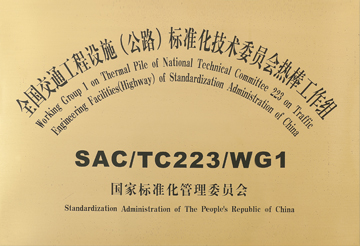 全国交通工程设施（公路）标准化技术委员会热棒工作组
Working Group 1 on Thermal Pile of National Technical Committee 223 on Traffic
Engineering Facilities(Highway) of Standardization Administration of China
SAC/TC223/WG1
国家标准化管理委员会
Standardization Administration of The People's Republic of China